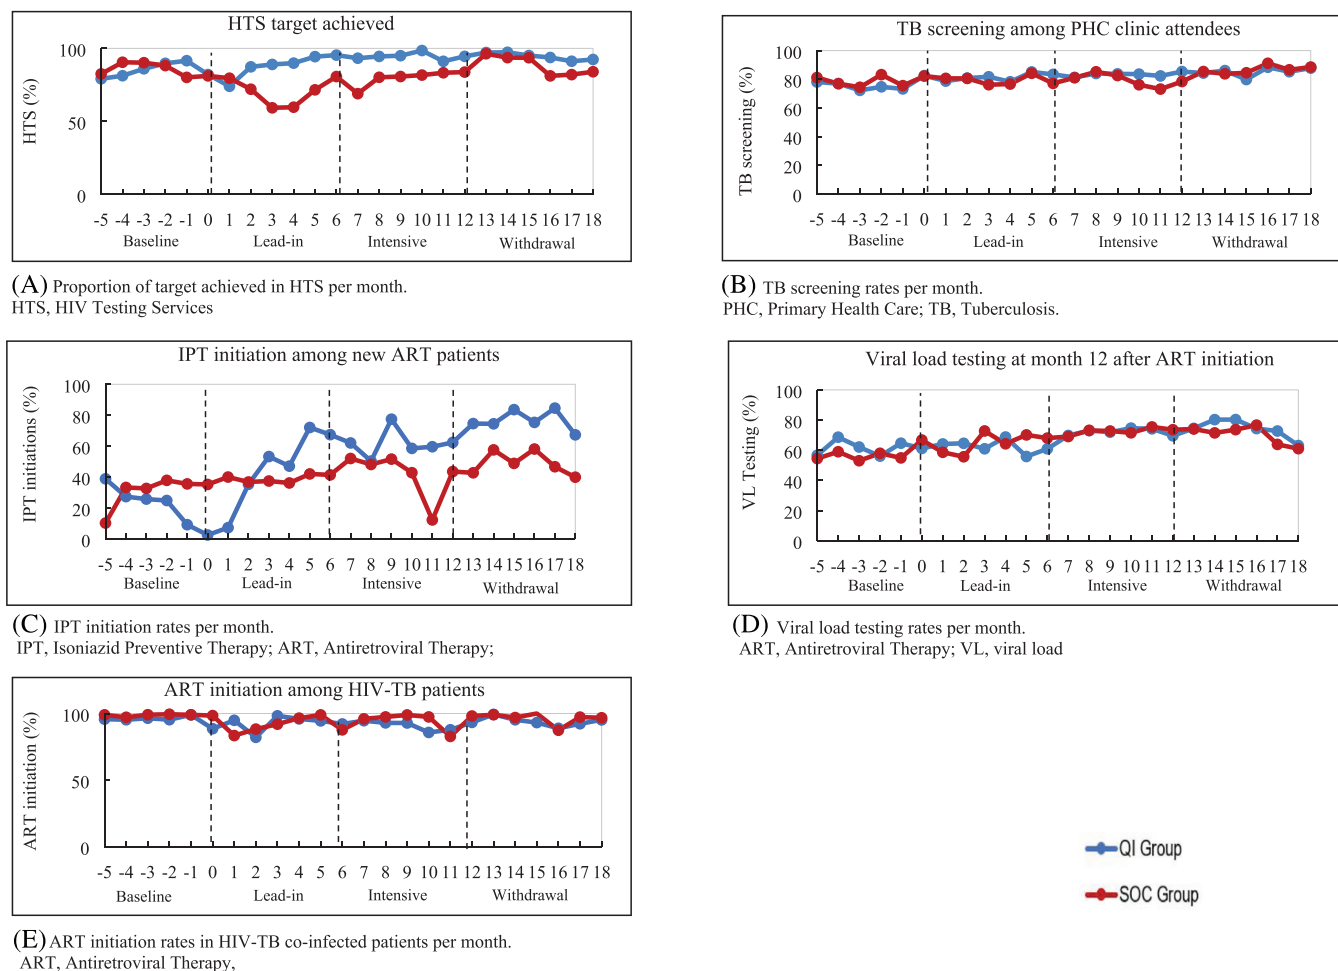 HTS target achieved
HTS (%)
100
50
0
-5 -4 -3 -2 -1 0 1 2 3 4 5 6 7 8 9 10 11 12 13 14 15 16 17 18
Baseline Lead-in Intensive Withdrawal
(A) Proportion of target achieved in HTS per month.
HTS, HIV Testing Services
TB screening among PHC clinic attendees
TB screening (%)
100
80
60
40
20
0
-5 -4 -3 -2 -1 0 1 2 3 4 5 6 7 8 9 10 11 12 13 14 15 16 17 18
Baseline Lead-in Intensive Withdrawal
(B) TB screening rates per month.
PHC, Primary Health Care; TB, Tuberculosis.
IPT initiation among new ART patients
IPT initiations (%)
100
80
60
40
20
0
-5 -4 -3 -2 -1 0 1 2 3 4 5 6 7 8 9 10 11 12 13 14 15 16 17 18
Baseline Lead-in Intensive Withdrawal
(C) IPT initiation rates per month.
IPT, Isoniazid Preventive Therapy; ART, Antiretroviral Therapy;
Viral load testing at month 12 after ART initiation
VL Testing (%)
100
80
60
40
20
0
-5 -4 -3 -2 -1 0 1 2 3 4 5 6 7 8 9 10 11 12 13 14 15 16 17 18
Baseline Lead-in Intensive Withdrawal
(D) Viral load testing rates per month.
ART, Antiretroviral Therapy; VL, viral load
ART initiation among HIV-TB patients
ART initiation (%)
100
50
0
-5 -4 -3 -2 -1 0 1 2 3 4 5 6 7 8 9 10 11 12 13 14 15 16 17 18
Baseline Lead-in Intensive Withdrawal
(E) ART initiation rates in HIV-TB co-infected patients per month.
ART, Antiretroviral Therapy,
QI Group
SOC Group